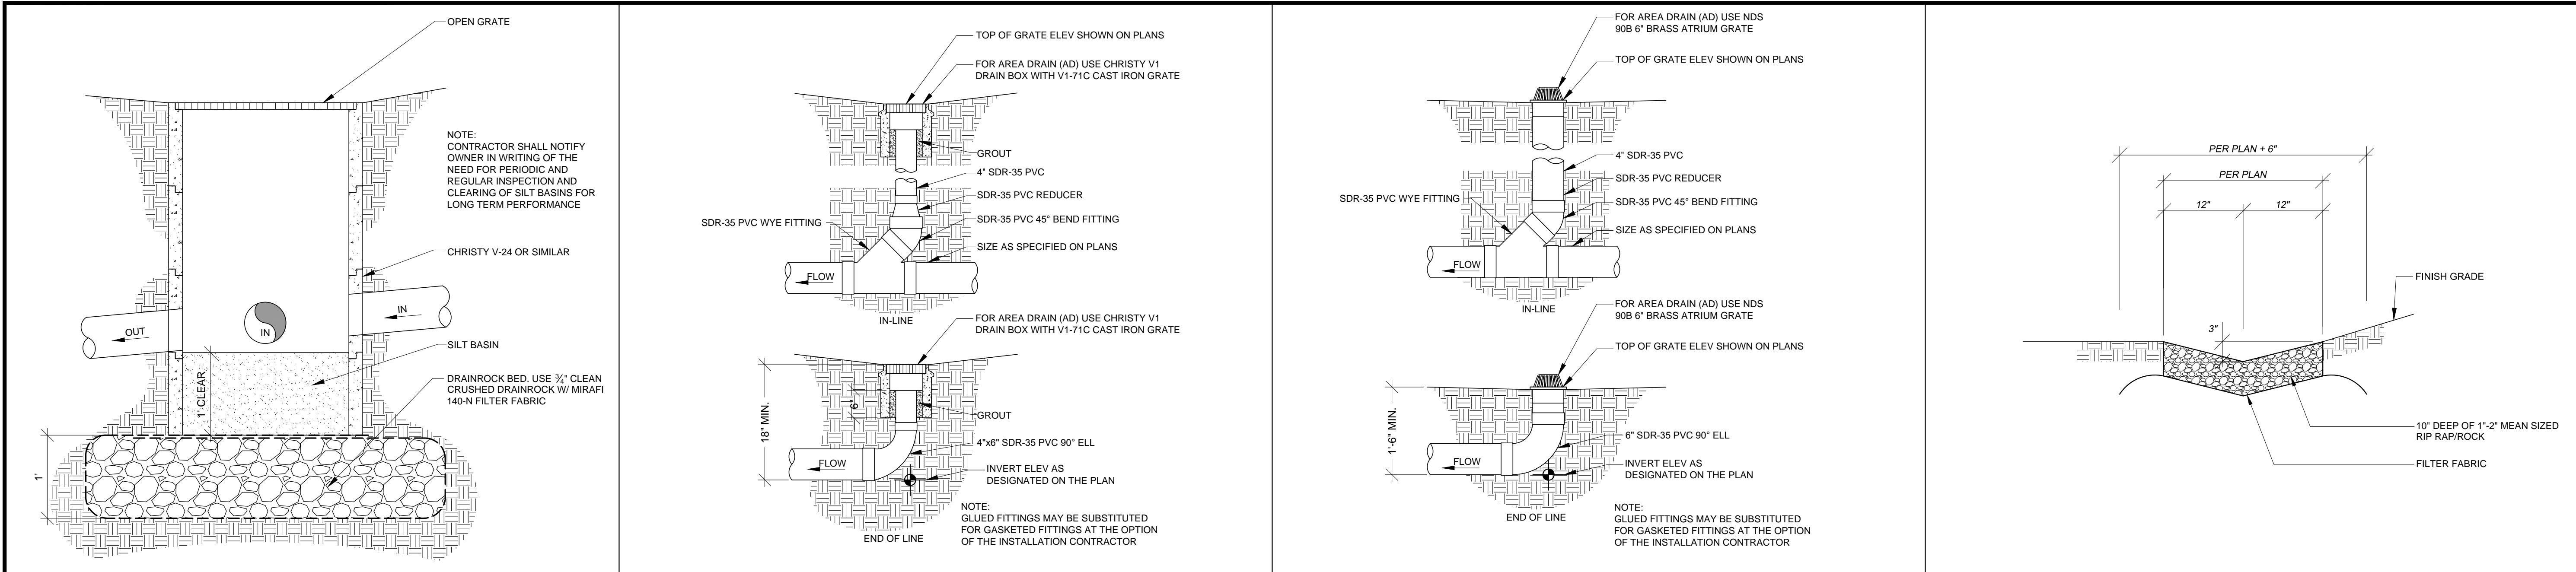 OPEN GRATE
NOTE:
CONTRACTOR SHALL NOTIFY
OWNER IN WRITING OF THE
NEED FOR PERIODIC AND
REGULAR INSPECTION AND
CLEARING OF SILT BASINS FOR
LONG TERM PERFORMANCE
CHRISTY V-24 OR SIMILAR
IN
OUT
IN
SILT BASIN
1' CLEAR
DRAINROCK BED. USE ¾" CLEAN
CRUSHED DRAINROCK W/ MIRAFI
140-N FILTER FABRIC
1'
TOP OF GRATE ELEV SHOWN ON PLANS
FOR AREA DRAIN (AD) USE CHRISTY V1
DRAIN BOX WITH V1-71C CAST IRON GRATE
GROUT
4" SDR-35 PVC
SDR-35 PVC REDUCER
SDR-35 PVC WYE FITTING
SDR-35 PVC 45° BEND FITTING
SIZE AS SPECIFIED ON PLANS
FLOW
IN-LINE
FOR AREA DRAIN (AD) USE CHRISTY V1
DRAIN BOX WITH V1-71C CAST IRON GRATE
18" MIN.
6"
GROUT
4"x6" SDR-35 PVC 90° ELL
FLOW
INVERT ELEV AS
DESIGNATED ON THE PLAN
END OF LINE
NOTE:
GLUED FITTINGS MAY BE SUBSTITUTED
FOR GASKETED FITTINGS AT THE OPTION
OF THE INSTALLATION CONTRACTOR
FOR AREA DRAIN (AD) USE NDS
90B 6" BRASS ATRIUM GRATE
TOP OF GRATE ELEV SHOWN ON PLANS
4" SDR-35 PVC
SDR-35 PVC REDUCER
SDR-35 PVC WYE FITTING
SDR-35 PVC 45° BEND FITTING
SIZE AS SPECIFIED ON PLANS
FLOW
IN-LINE
FOR AREA DRAIN (AD) USE NDS
90B 6" BRASS ATRIUM GRATE
TOP OF GRATE ELEV SHOWN ON PLANS
1'-6" MIN.
6" SDR-35 PVC 90° ELL
FLOW
INVERT ELEV AS
DESIGNATED ON THE PLAN
END OF LINE
NOTE:
GLUED FITTINGS MAY BE SUBSTITUTED
FOR GASKETED FITTINGS AT THE OPTION
OF THE INSTALLATION CONTRACTOR
PER PLAN + 6"
PER PLAN
12"
12"
FINISH GRADE
3"
10" DEEP OF 1"-2" MEAN SIZED
RIP RAP/ROCK
FILTER FABRIC